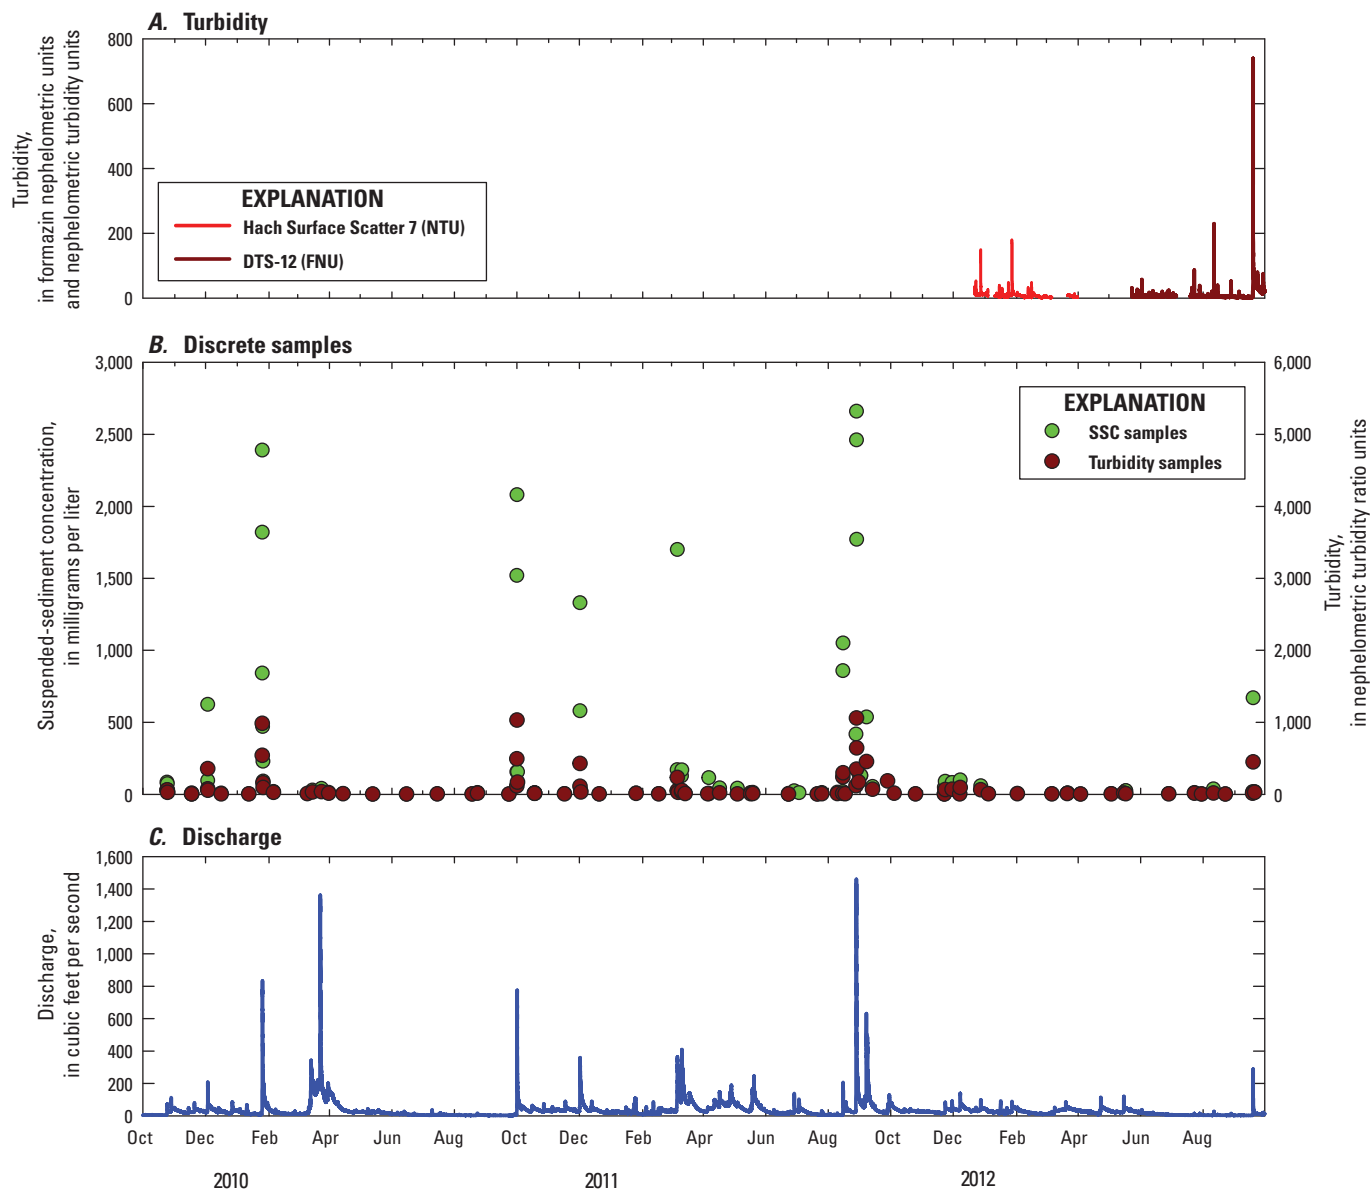 A. Turbidity
Turbidity,
in formazin nephelometric units
and nephelometric turbidity units
800
600
400
200
0
EXPLANATION
Hach Surface Scatter 7 (NTU)
DTS-12 (FNU)
B. Discrete samples
Suspended-sediment concentration,
in milligrams per liter
3,000
2,500
2,000
1,500
1,000
500
0
EXPLANATION
SSC samples
Turbidity samples
6,000
5,000
4,000
3,000
2,000
1,000
0
Turbidity,
in nephelometric turbidity ratio units
C. Discharge
Discharge,
in cubic feet per second
1,600
1,400
1,200
1,000
800
600
400
200
0
Oct Dec Feb Apr Jun Aug Oct Dec Feb Apr Jun Aug Oct Dec Feb Apr Jun Aug
2010 2011 2012